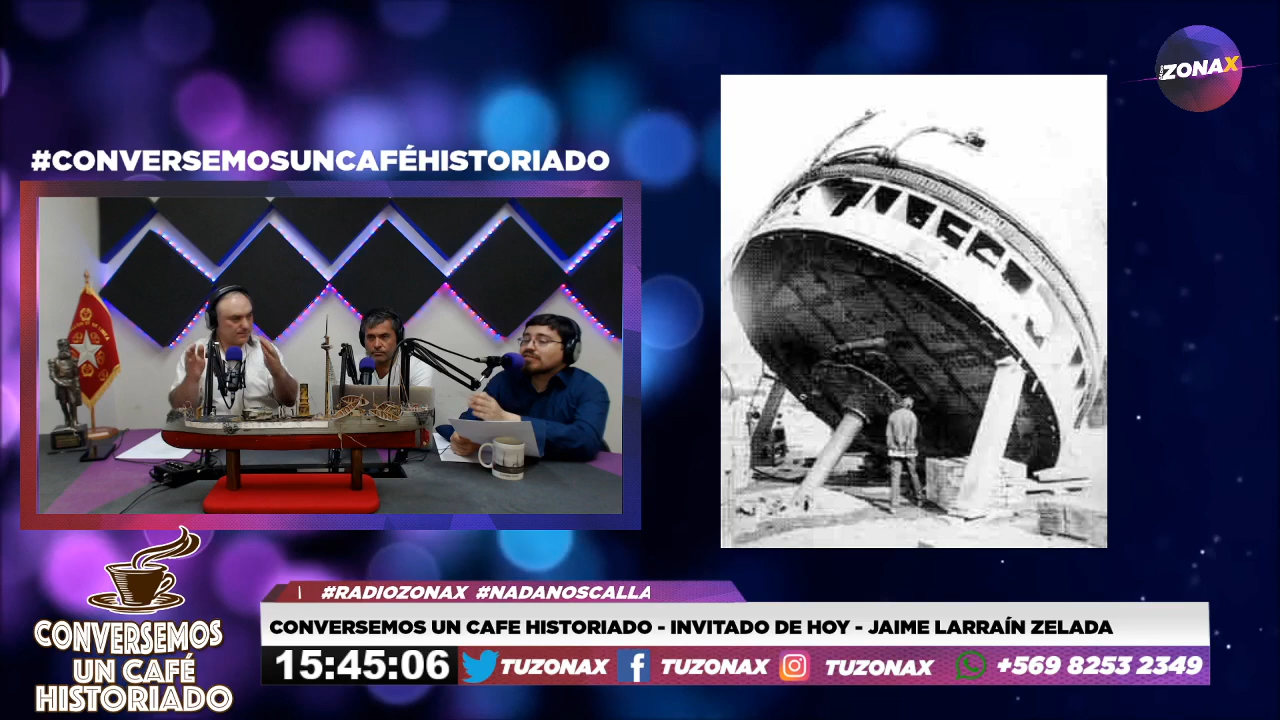 ZONAX
#CONVERSEMOSUNCAFÉHISTORIADO
CONVERSEMOS
UN CAFÉ
HISTORIADO
#RADIOZONAX #NADANOSCALLA
CONVERSEMOS UN CAFE HISTORIADO - INVITADO DE HOY - JAIME LARRAÍN ZELADA
15:45:06 TUZONAX TUZONAX TUZONAX +569 8253 2349